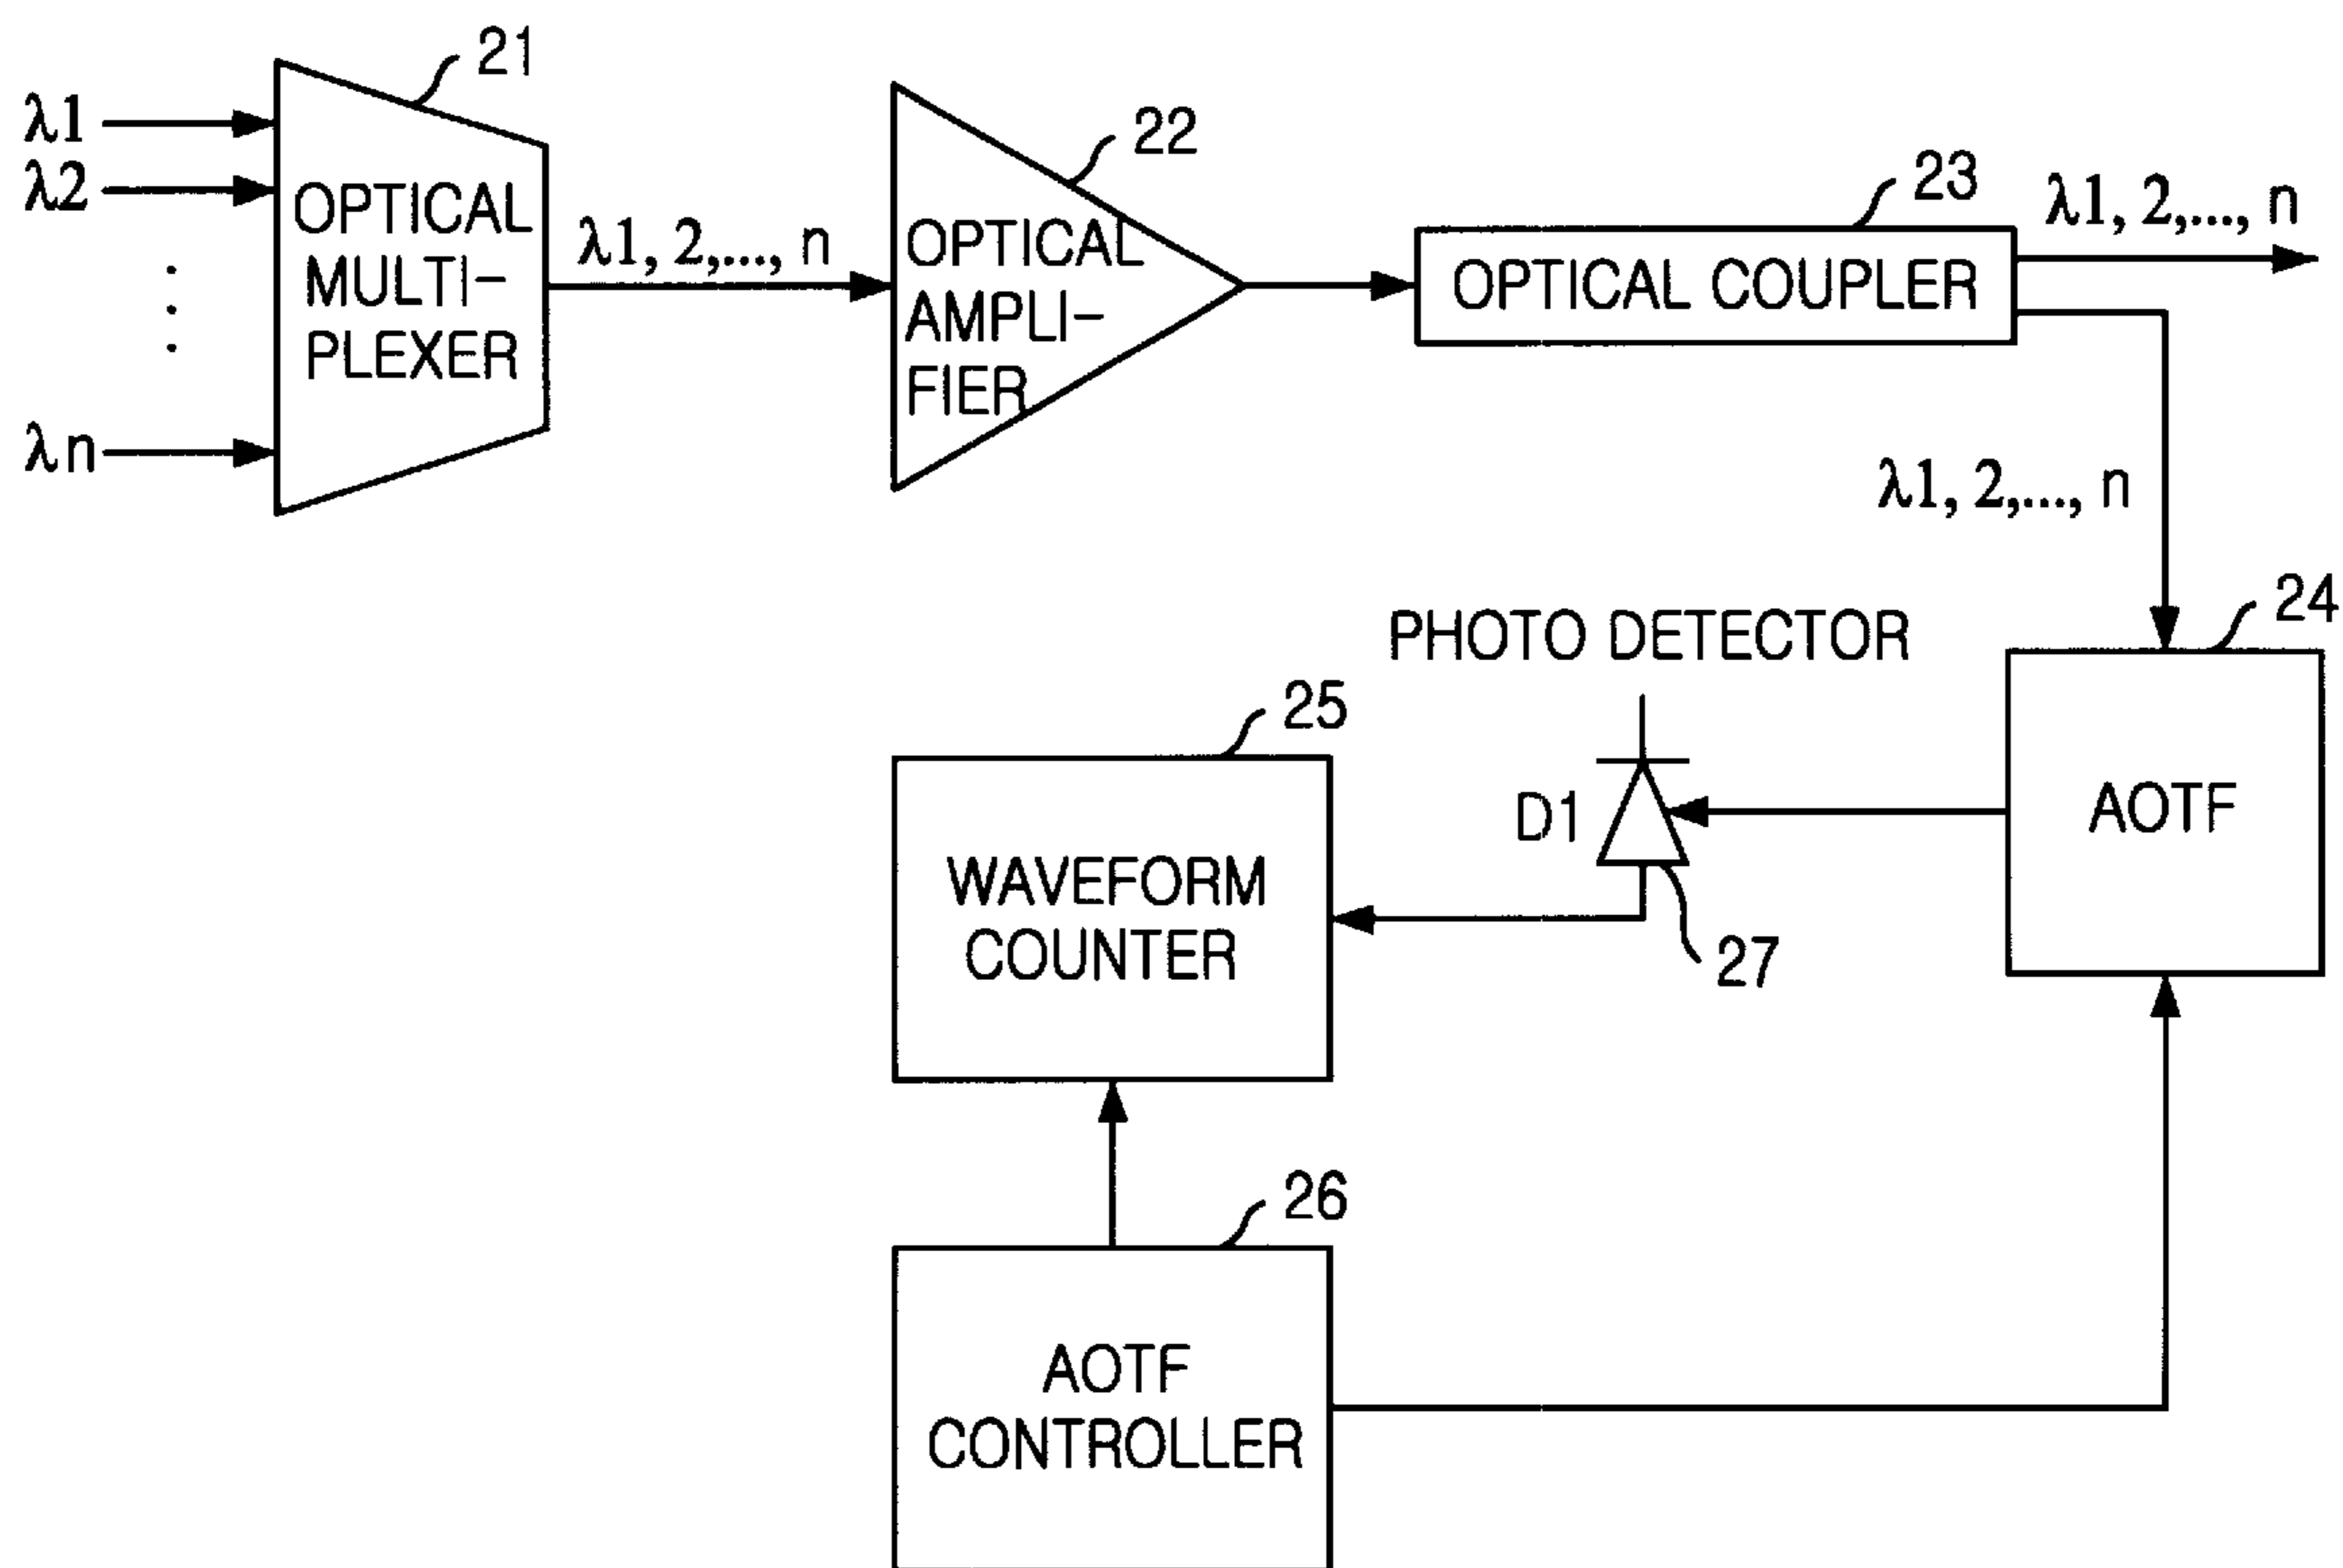 21
λ1
λ2
λn
OPTICAL
MULTI-
PLEXER
λ1, 2,..., n
22
OPTICAL
AMPLI-
FIER
23
OPTICAL COUPLER
λ1, 2,..., n
λ1, 2,..., n
24
AOTF
PHOTO DETECTOR
D1
27
25
WAVEFORM
COUNTER
26
AOTF
CONTROLLER